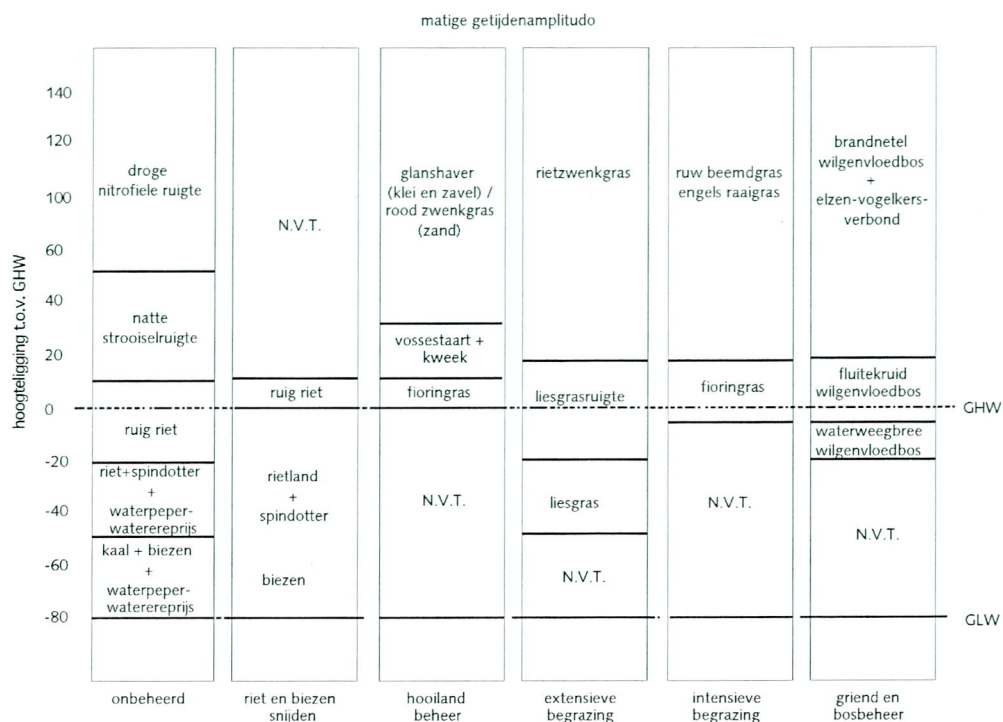 matige getijdenamplitudo
hoogteligging t.o.v. GHW
140
120
100
60
40
20
0
-20
-40
-60
-80
droge
nitrofiele ruigte
natte
strooiselruigte
ruig riet
riet+spindotter
+
waterpeper-
waterereprijs
kaal + biezen
+
waterpeper-
waterereprijs
onbeheerd
N.V.T.
ruig riet
rietland
+
spindotter
biezen
riet en biezen
snijden
glanshaver
(klei en zavel) /
rood zwenkgras
(zand)
vossestaart +
kweek
fioringras
N.V.T.
hooiland
beheer
rietzwenkgras
liesgrasruigte
liesgras
N.V.T.
extensieve
begrazing
ruw beemdgras
engels raaigras
fioringras
N.V.T.
intensieve
begrazing
brandnetel
wilgenvloedbos
+
elzen-vogelkers-
verbond
fluitekruid
wilgenvloedbos
waterweegbree
wilgenvloedbos
N.V.T.
griend en
bosbeheer
GHW
GLW